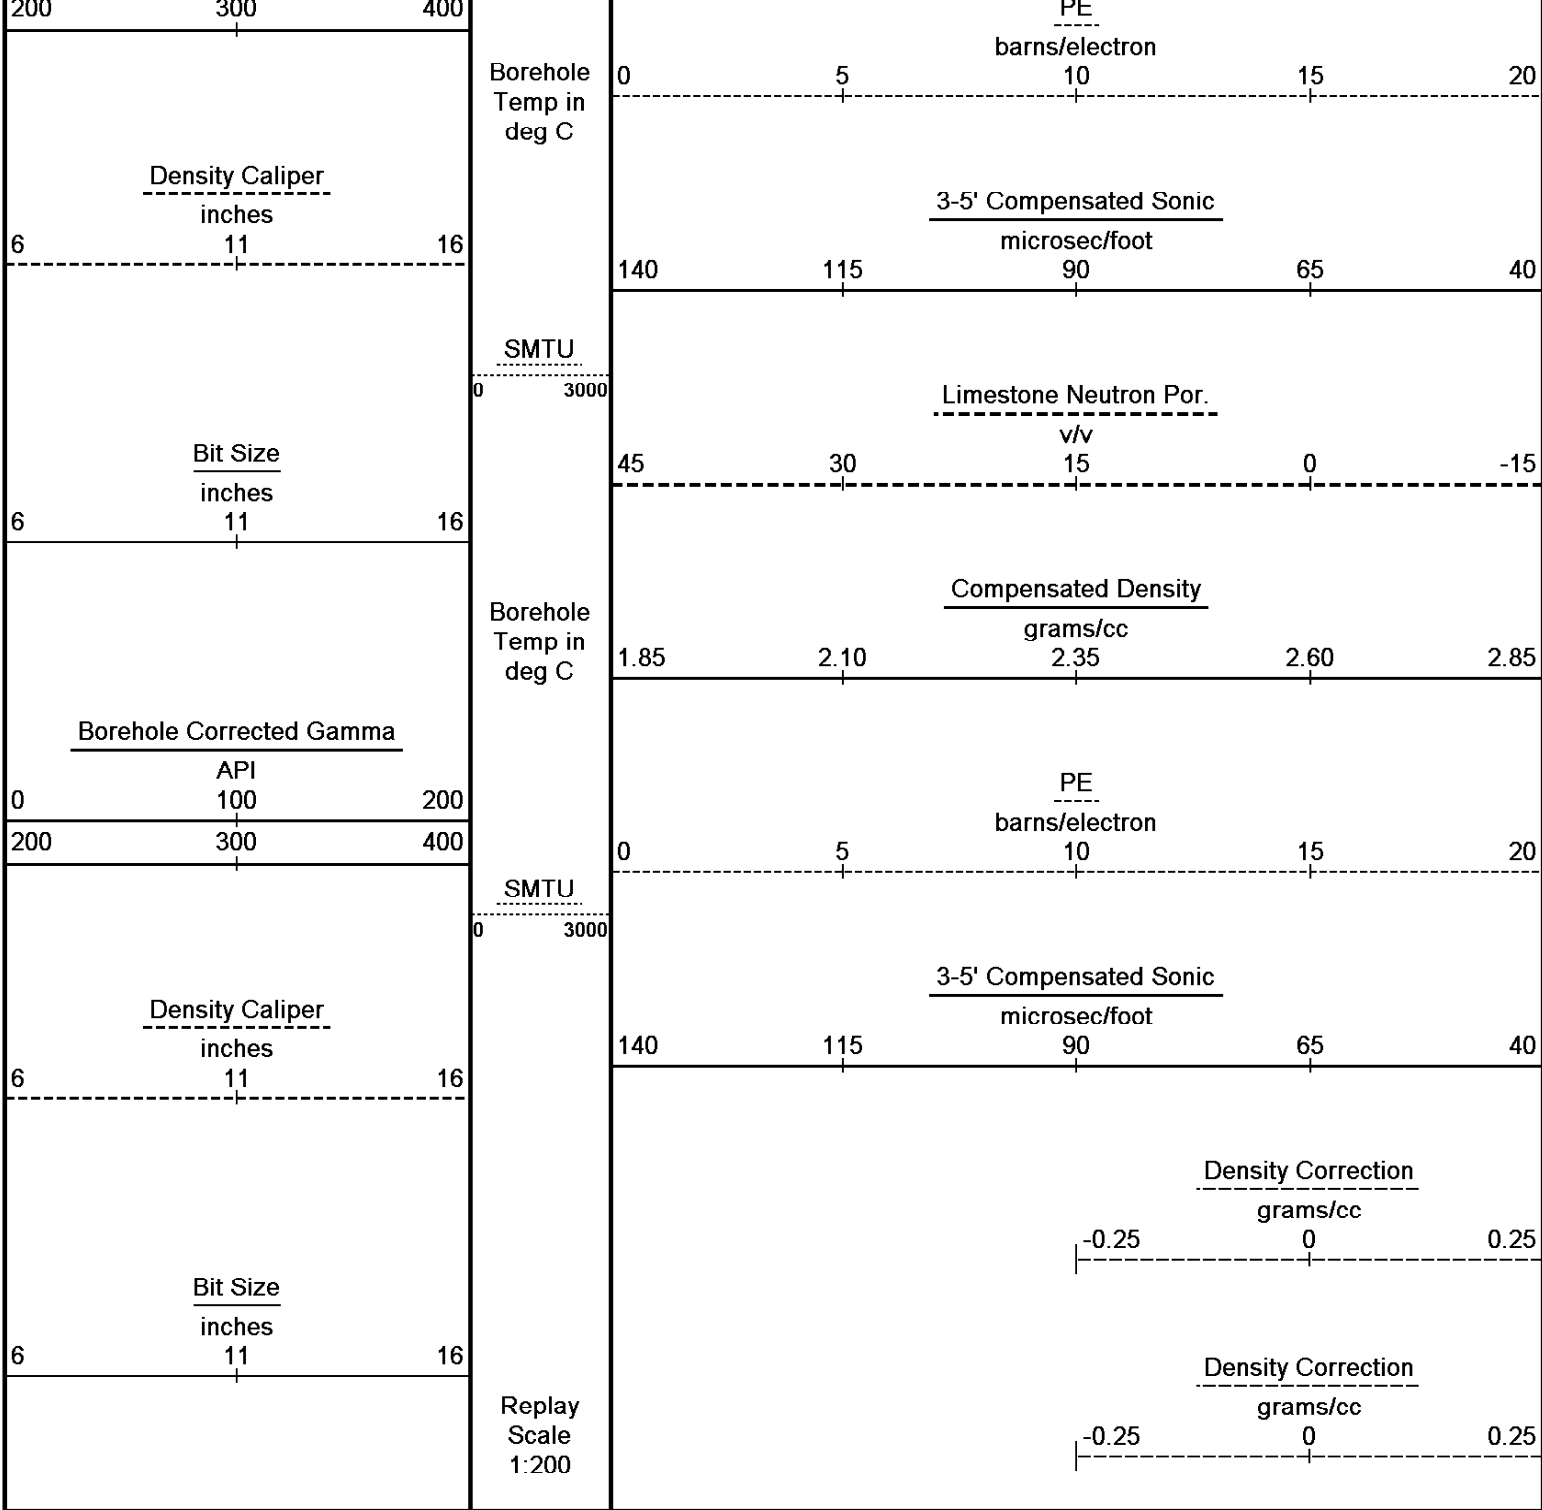 200 300 400
Density Caliper
inches
6 11 16
Bit Size
inches
6 11 16
Borehole Corrected Gamma
API
0 100 200
200 300 400
Density Caliper
inches
6 11 16
Bit Size
inches
6 11 16
Borehole
Temp in
deg C
SMTU
0 3000
Borehole
Temp in
deg C
SMTU
0 3000
Replay
Scale
1:200
PE
barns/electron
0 5 10 15 20
3-5' Compensated Sonic
microsec/foot
140 115 90 65 40
Limestone Neutron Por.
v/v
45 30 15 0 -15
Compensated Density
grams/cc
1.85 2.10 2.35 2.60 2.85
PE
barns/electron
0 5 10 15 20
3-5' Compensated Sonic
microsec/foot
140 115 90 65 40
Density Correction
grams/cc
-0.25 0 0.25
Density Correction
grams/cc
-0.25 0 0.25